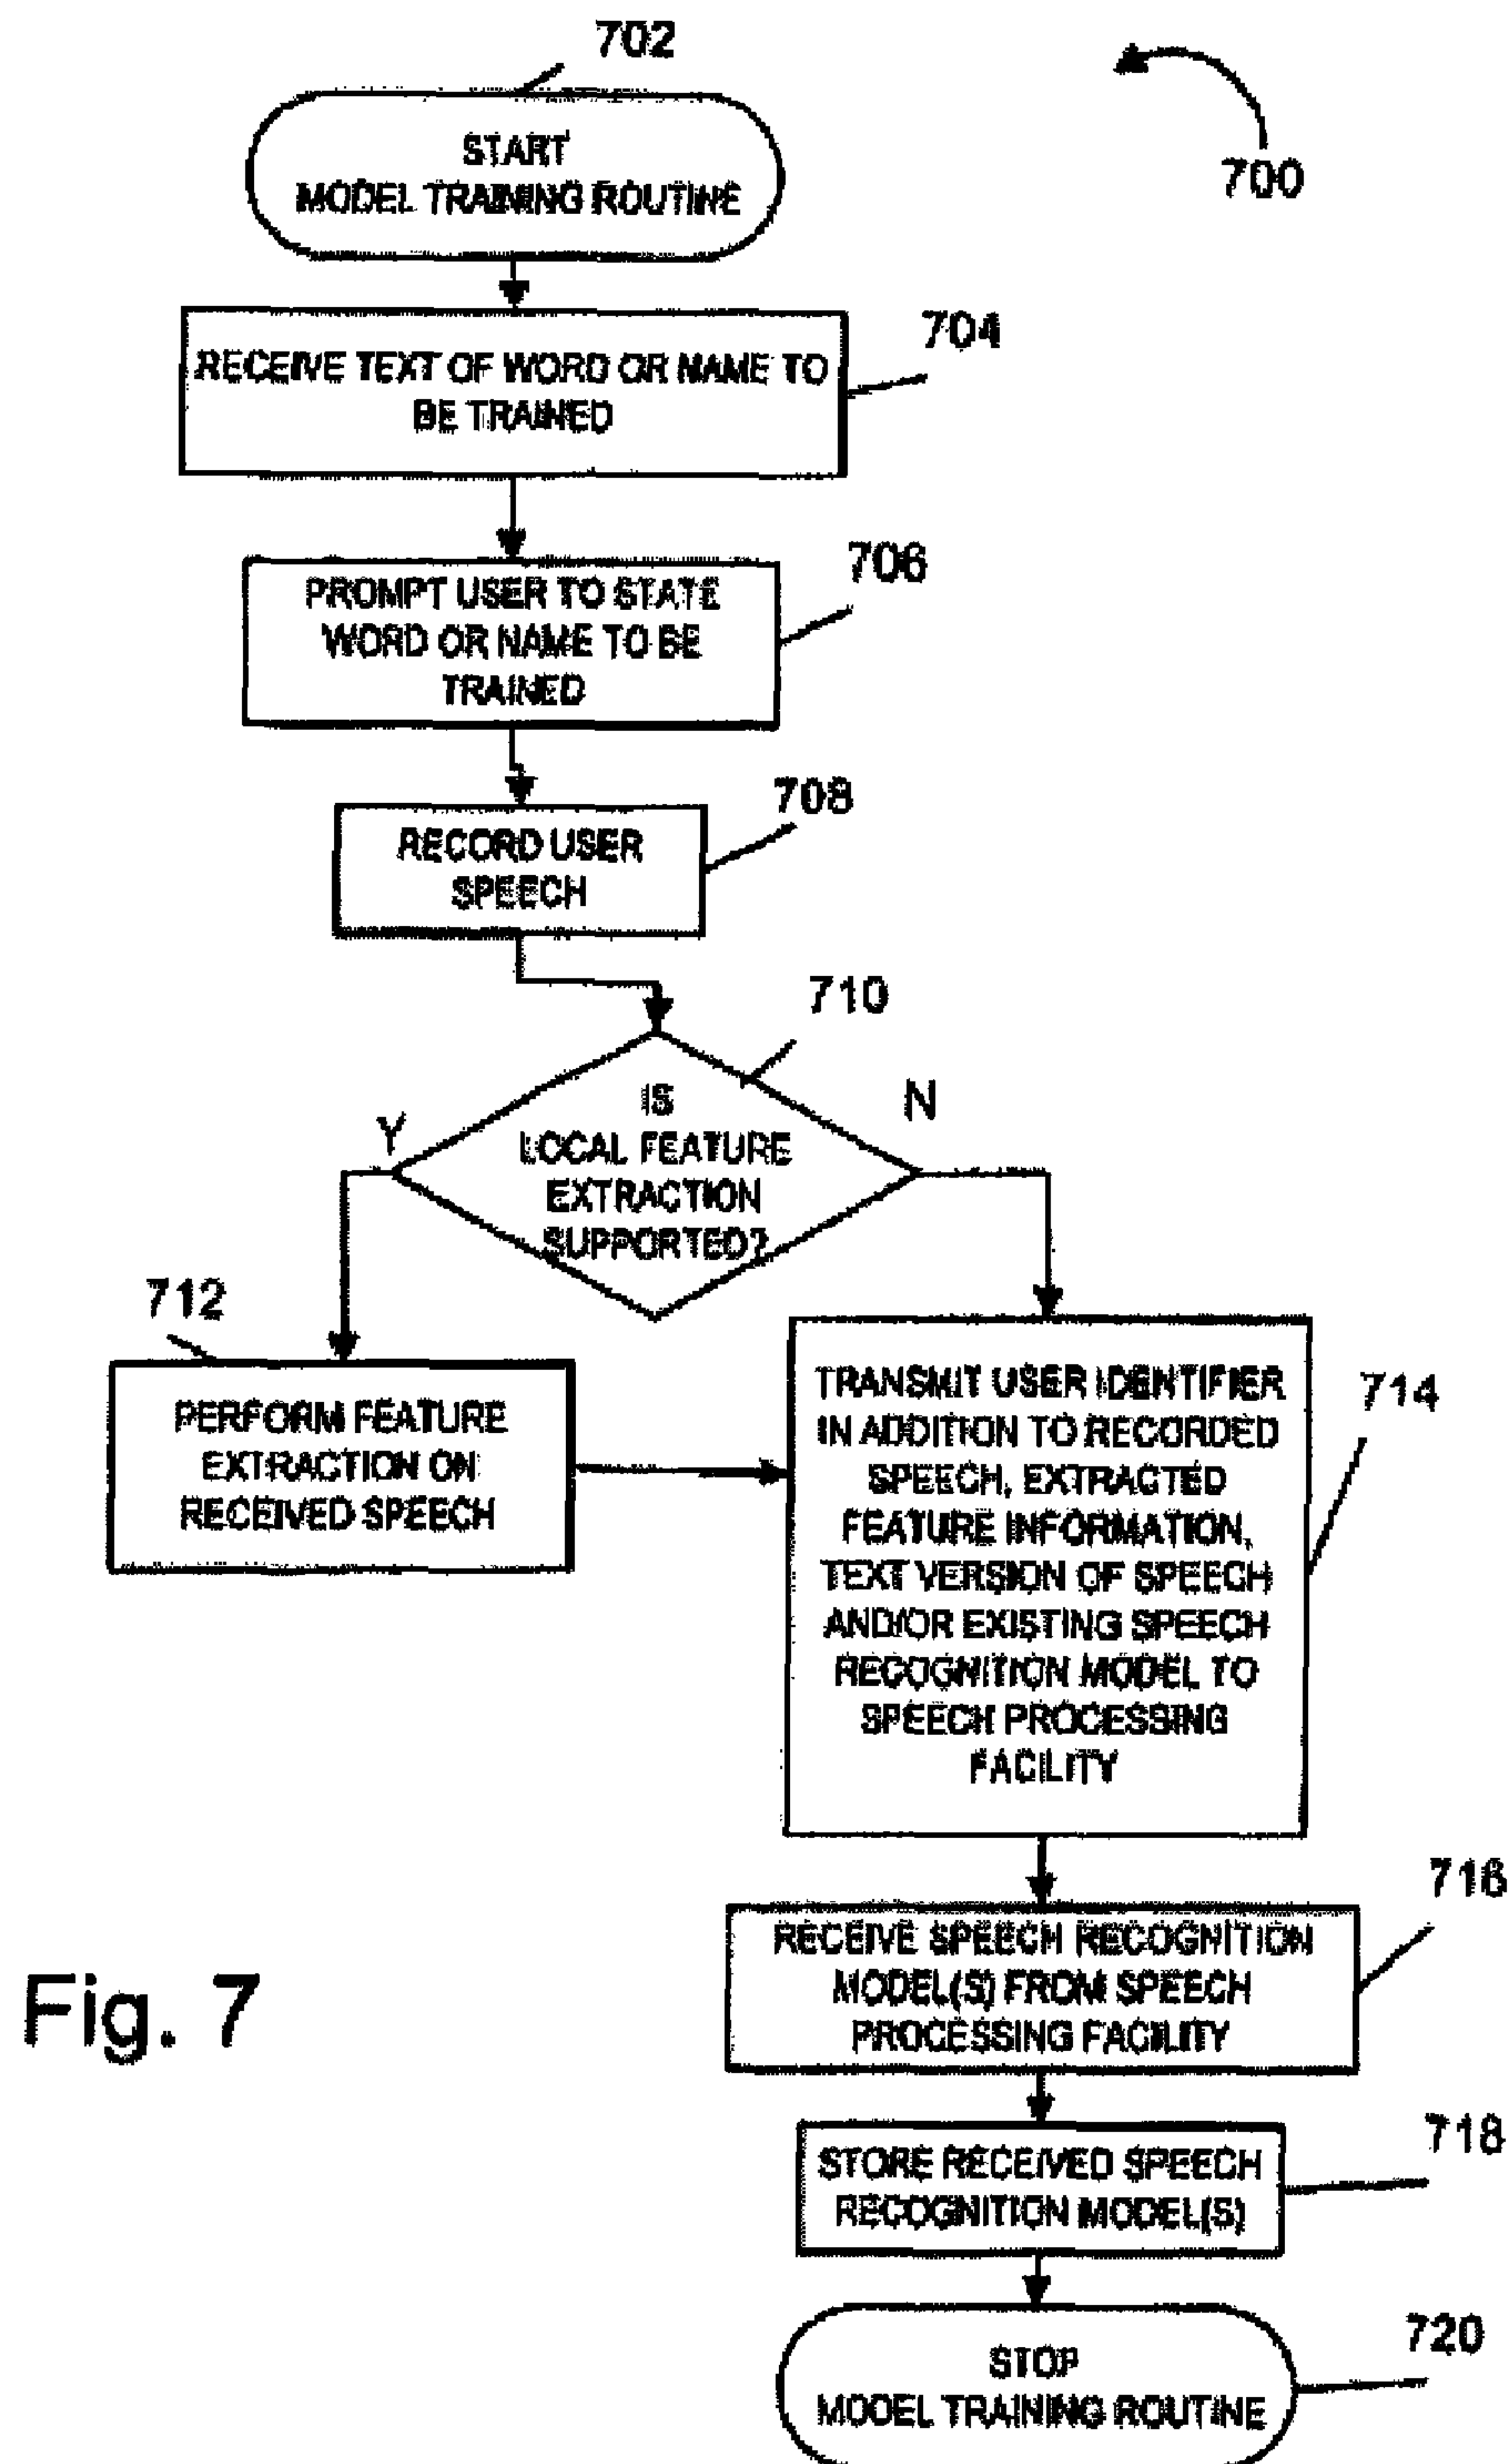 702
START
MODEL TRAINING ROUTINE
700
704
RECEIVE TEXT OF WORD OR NAME TO
BE TRAINED
706
PROMPT USER TO STATE
WORD OR NAME TO BE
TRAINED
708
RECORD USER
SPEECH
710
IS
LOCAL FEATURE
EXTRACTION
SUPPORTED?
Y
N
712
PERFORM FEATURE
EXTRACTION ON
RECEIVED SPEECH
714
TRANSMIT USER IDENTIFIER
IN ADDITION TO RECORDED
SPEECH, EXTRACTED
FEATURE INFORMATION,
TEXT VERSION OF SPEECH
AND/OR EXISTING SPEECH
RECOGNITION MODEL TO
SPEECH PROCESSING
FACILITY
716
RECEIVE SPEECH RECOGNITION
MODEL(S) FROM SPEECH
PROCESSING FACILITY
Fig. 7
718
STORE RECEIVED SPEECH
RECOGNITION MODEL(S)
720
STOP
MODEL TRAINING ROUTINE